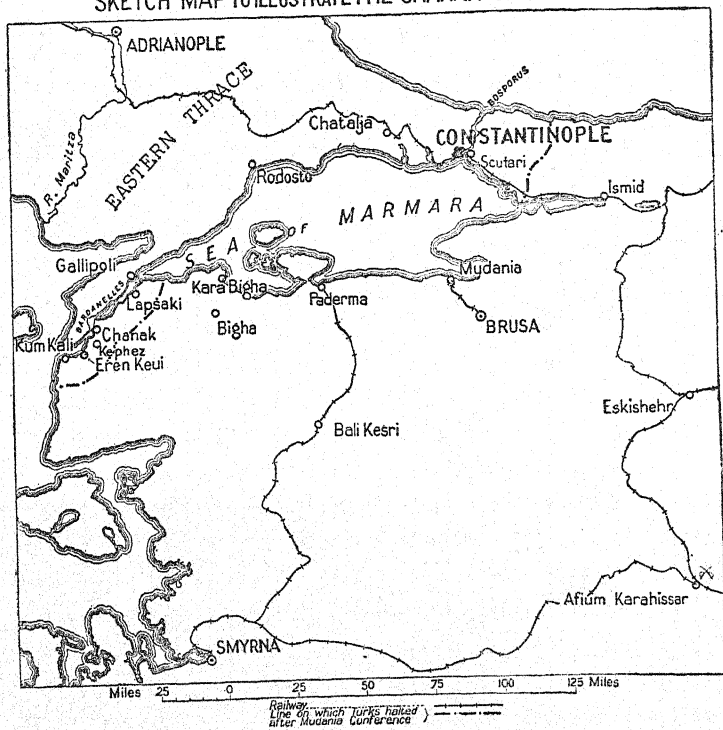 SKETCH MAP TO ILLUSTRATE THE
ADRIANOPLE
EASTERN THRACE
R. Maritza
BOSPORUS
Chatalja
CONSTANTINOPLE
Scutari
Rodosto
Ismid
SEA
MARMARA
OF
Gallipoli
DARDANELLES
Lapsaki
Kara Bigha
Mudania
Paderma
Bigha
BRUSA
Chanak
Kum Kali
Kephez
Eren Keui
Eskishehr
Bali Kesri
Afium Karahissar
SMYRNA
Miles 25 0 25 50 75 100 125 Miles
Railway
Line on which Turks halted
after Mudania Conference